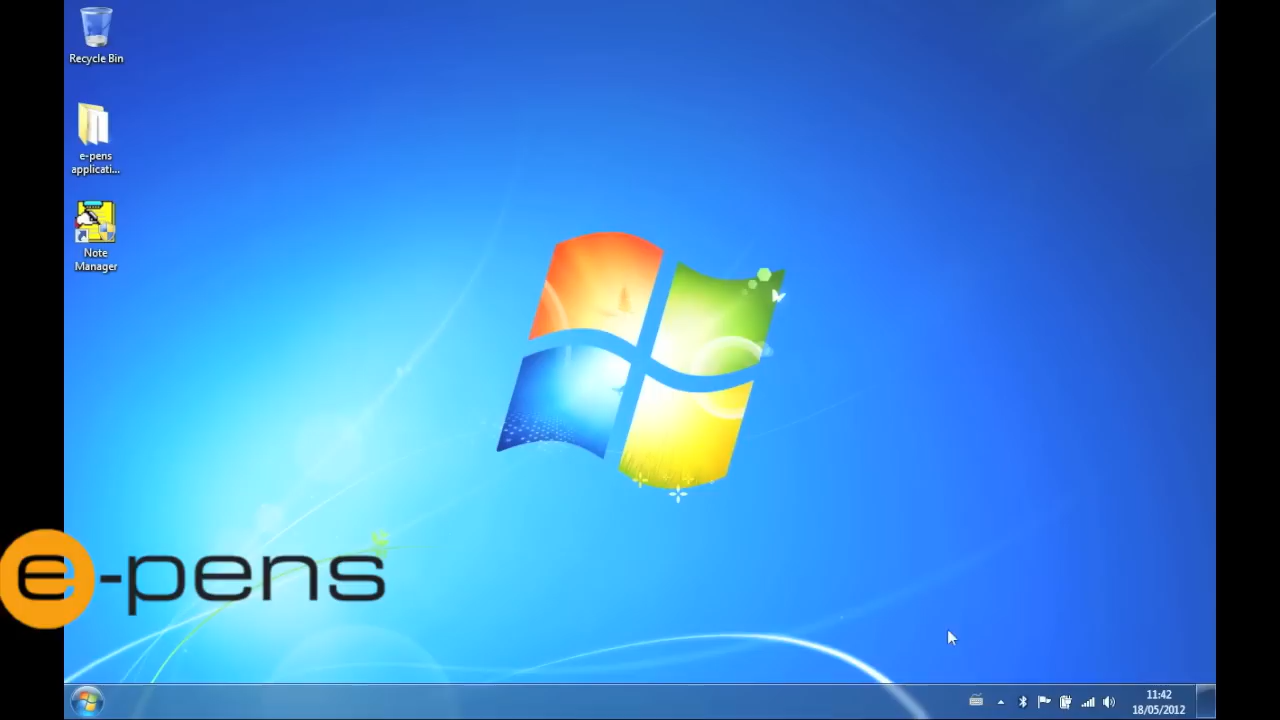 Recycle Bin
e-pens
applicati...
Note
Manager
e-pens
11:42
18/05/2012